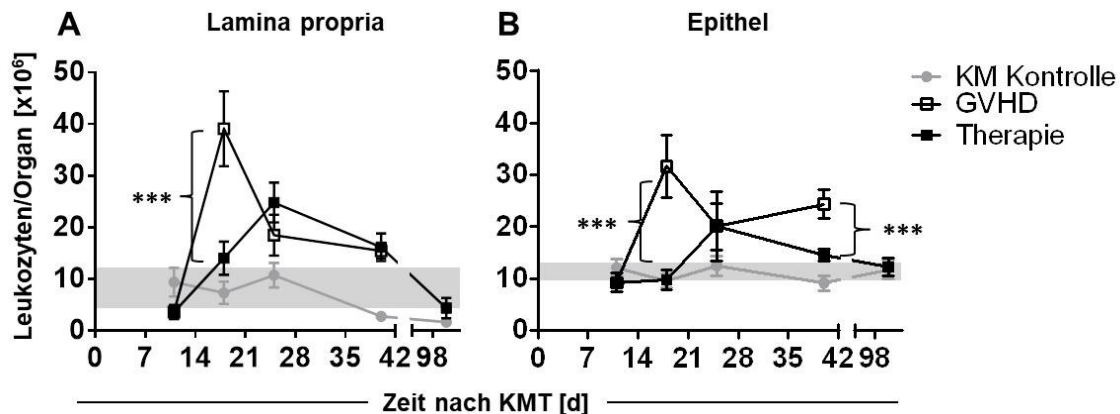 A Lamina propria
B Epithel
Leukozyten/Organ [x10⁶]
50
40
30
20
10
0
***
0 7 14 21 28 35 42 98
50
40
30
20
10
0
***
***
0 7 14 21 28 35 42 98
KM Kontrolle
GVHD
Therapie
Zeit nach KMT [d]